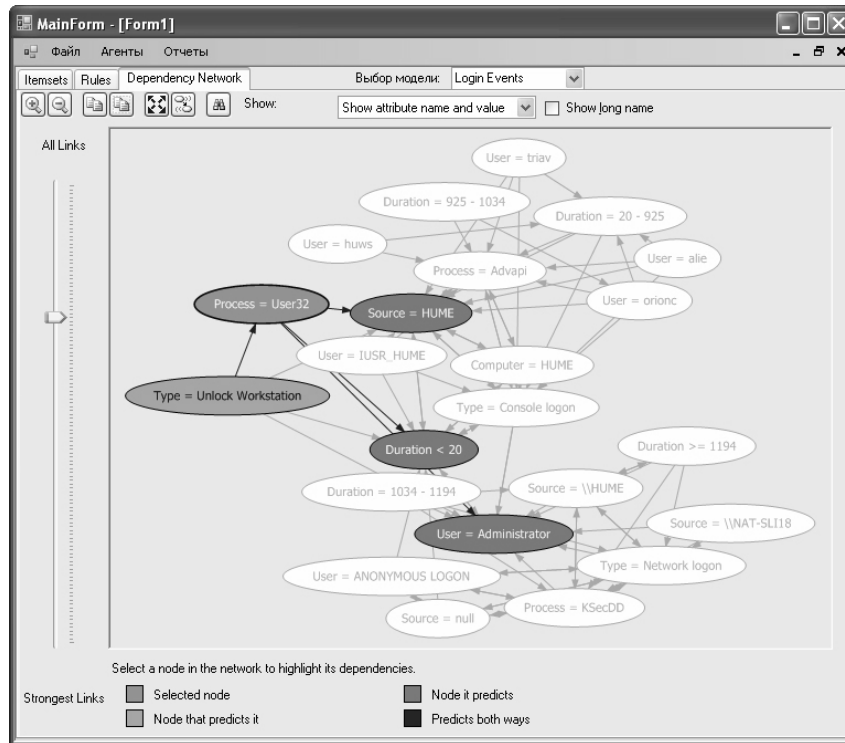 MainForm - [Form1]
Файл Агенты Отчеты
Itemsets Rules Dependency Network Выбор модели: Login Events
Show: Show attribute name and value Show long name
All Links
User = triav
Duration = 925 - 1034
Duration = 20 - 925
User = huws
User = alie
Process = Advapi
User = orionc
Process = User32
Source = HUME
User = IUSR_HUME
Computer = HUME
Type = Unlock Workstation
Type = Console logon
Duration < 20
Duration >= 1194
Duration = 1034 - 1194
Source = \\HUME
Source = \\NAT-SLI18
User = Administrator
Type = Network logon
User = ANONYMOUS LOGON
Process = KSecDD
Source = null
Select a node in the network to highlight its dependencies.
Strongest Links
Selected node
Node it predicts
Node that predicts it
Predicts both ways